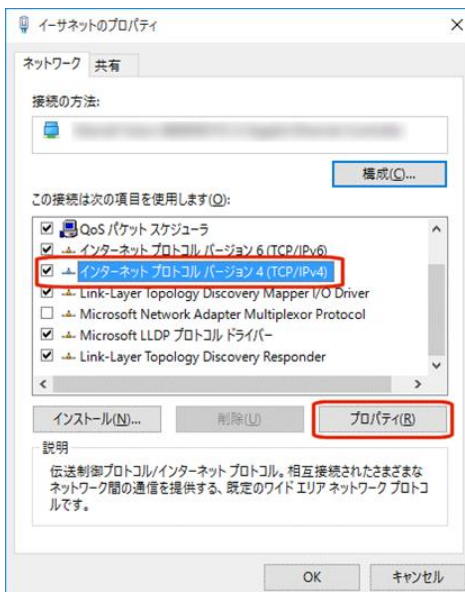 イーサネットのプロパティ
ネットワーク 共有
接続の方法:
構成(C)...
この接続は次の項目を使用します(O):
QoS パケット スケジューラ
インターネット プロトコル バージョン 6 (TCP/IPv6)
インターネット プロトコル バージョン 4 (TCP/IPv4)
Link-Layer Topology Discovery Mapper I/O Driver
Microsoft Network Adapter Multiplexor Protocol
Microsoft LLDP プロトコル ドライバー
Link-Layer Topology Discovery Responder
インストール(N)... 削除(U) プロパティ(R)
説明
伝送制御プロトコル/インターネット プロトコル。相互接続されたさまざまな
ネットワーク間の通信を提供する、既定のワイド エリア ネットワーク プロトコ
ルです。
OK キャンセル